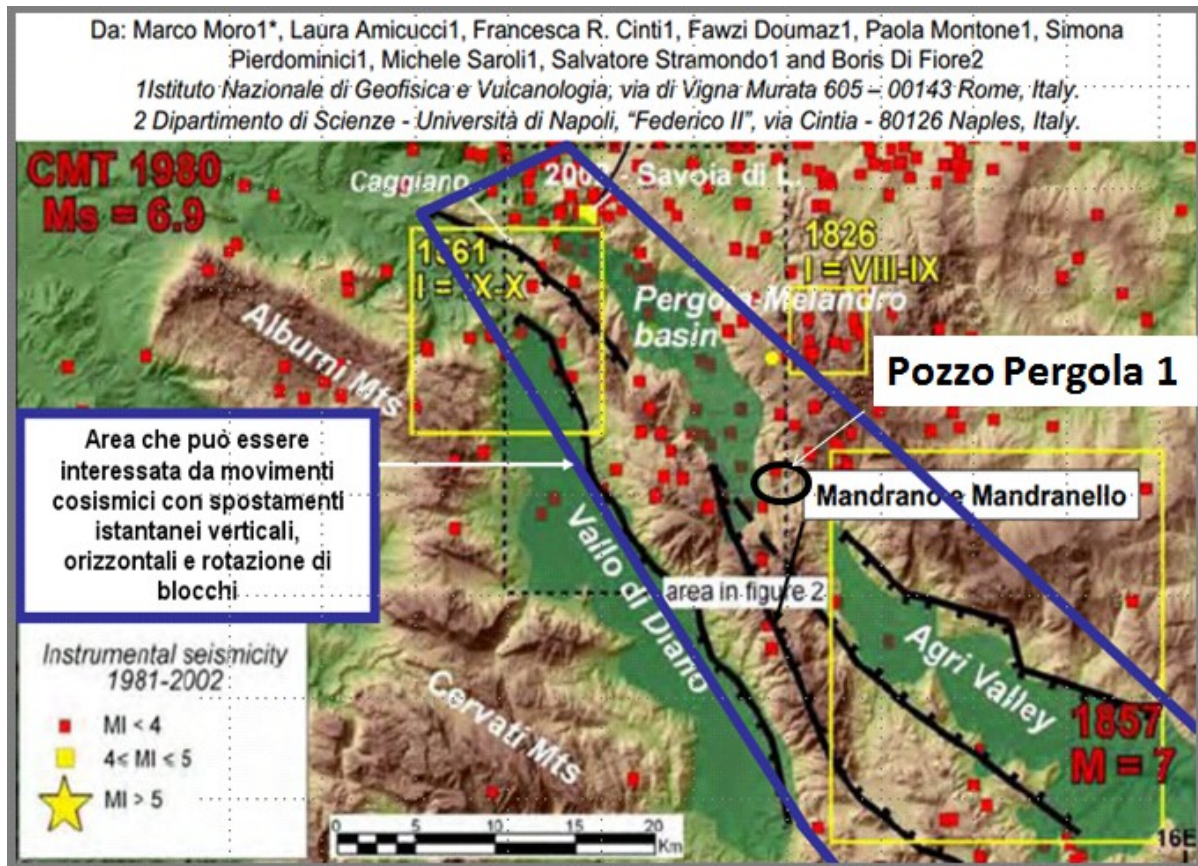 Da: Marco Moro1*, Laura Amicucci1, Francesca R. Cinti1, Fawzi Doumaz1, Paola Montone1, Simona
Pierdominici1, Michele Saroli1, Salvatore Stramondo1 and Boris Di Fiore2
1Istituto Nazionale di Geofisica e Vulcanologia, via di Vigna Murata 605 – 00143 Rome, Italy.
2 Dipartimento di Scienze - Università di Napoli, “Federico II”, via Cintia - 80126 Naples, Italy.
CMT 1980
Ms = 6.9
Caggiano
- Savoia di L.
1561
I = IX-X
1826
I = VIII-IX
Pergola-Melandro
basin
Alburni Mts
Pozzo Pergola 1
Area che può essere
interessata da movimenti
cosismici con spostamenti
istantanei verticali,
orizzontali e rotazione di
blocchi
Mandrano e Mandranello
Vallo di Diano
area in figure 2
Agri Valley
1857
M = 7
Cervati Mts
Instrumental seismicity
1981-2002
Ml < 4
4< Ml < 5
Ml > 5
0 5 10 15 20
Km
16E